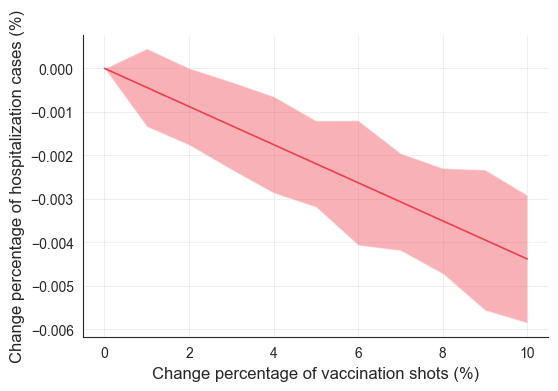 Change percentage of hospitalization cases (%)
0.000
−0.001
−0.002
−0.003
−0.004
−0.005
−0.006
0 2 4 6 8 10
Change percentage of vaccination shots (%)